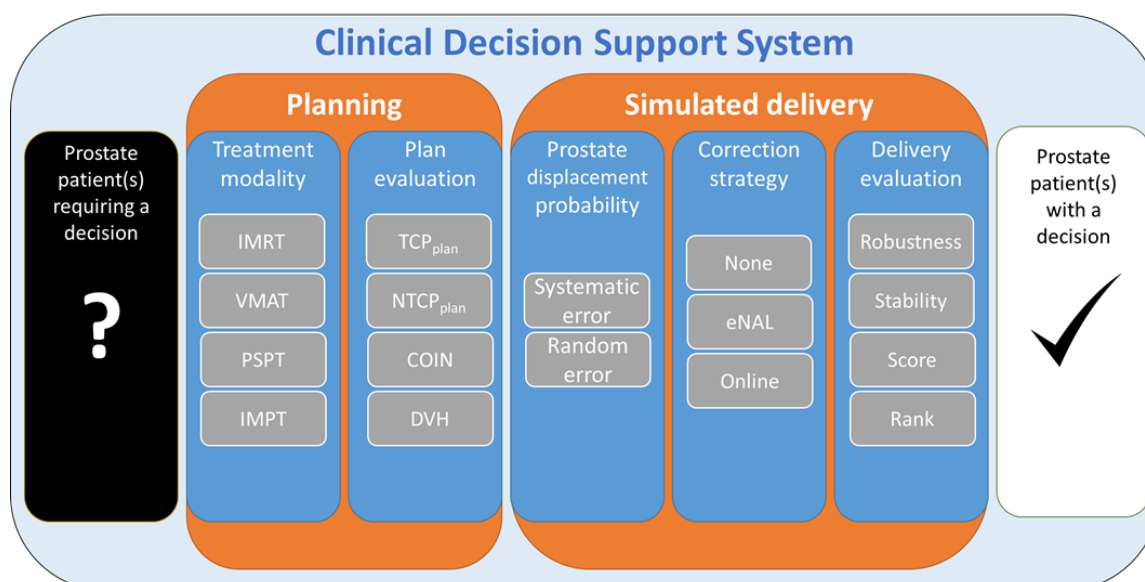 Clinical Decision Support System
Planning
Simulated delivery
Prostate
patient(s)
requiring a
decision
?
Treatment
modality
IMRT
VMAT
PSPT
IMPT
Plan
evaluation
TCPplan
NTCPplan
COIN
DVH
Prostate
displacement
probability
Systematic
error
Random
error
Correction
strategy
None
eNAL
Online
Delivery
evaluation
Robustness
Stability
Score
Rank
Prostate
patient(s)
with a
decision